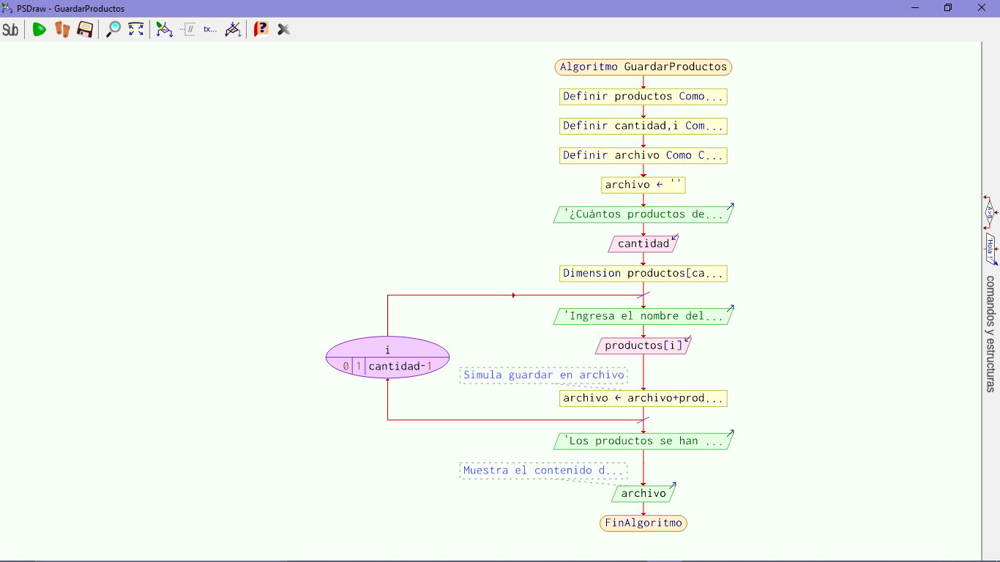 PSDraw - GuardarProductos
Sub
tx...
Algoritmo GuardarProductos
Definir productos Como...
Definir cantidad,i Com...
Definir archivo Como C...
archivo ← ''
'¿Cuántos productos de...
cantidad
Dimension productos[ca...
'Ingresa el nombre del...
productos[i]
i
0 1 cantidad-1
Simula guardar en archivo
archivo ← archivo+prod...
'Los productos se han ...
Muestra el contenido d...
archivo
FinAlgoritmo
A>B
'Hola !'
comandos y estructuras